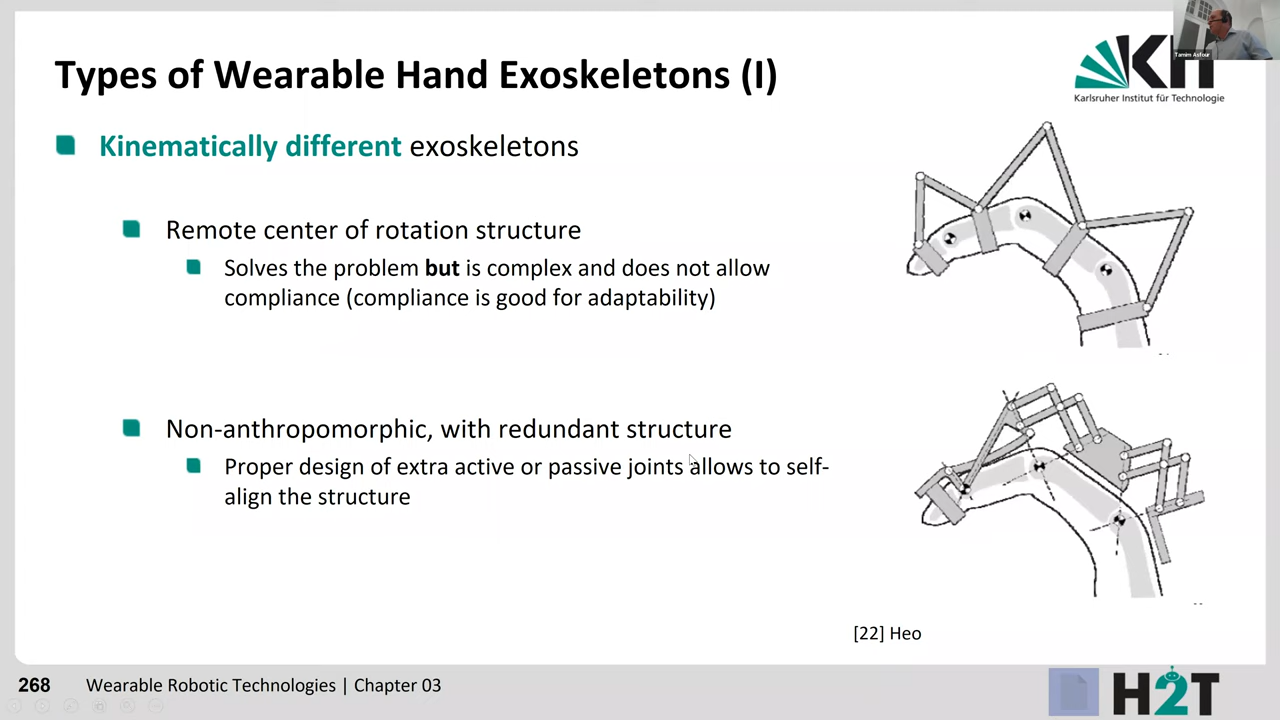 Types of Wearable Hand Exoskeletons (I)
KIT
Karlsruher Institut für Technologie
Tamim Asfour
Kinematically different exoskeletons
Remote center of rotation structure
Solves the problem but is complex and does not allow
compliance (compliance is good for adaptability)
Non-anthropomorphic, with redundant structure
Proper design of extra active or passive joints allows to self-
align the structure
[22] Heo
268 Wearable Robotic Technologies | Chapter 03
H2T